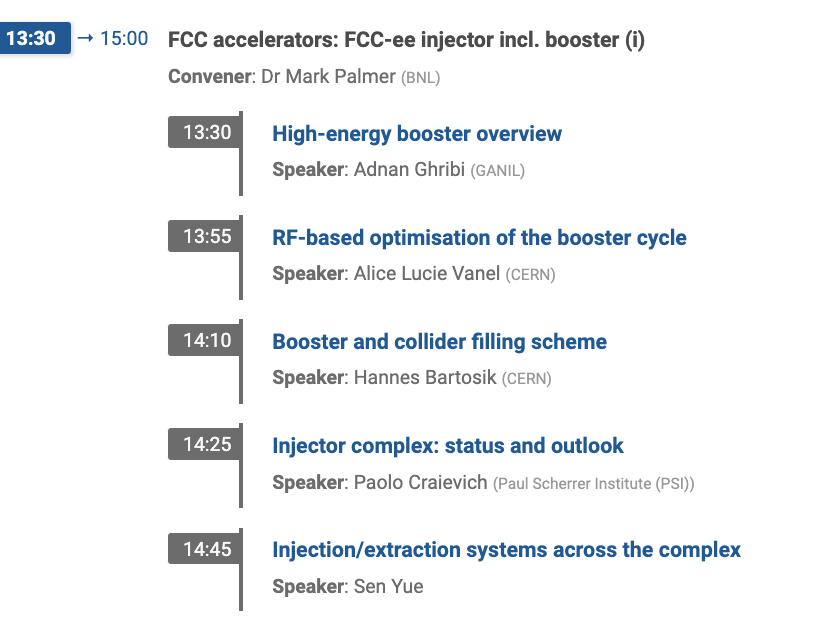 13:30 → 15:00 FCC accelerators: FCC-ee injector incl. booster (i)
Convener: Dr Mark Palmer (BNL)
13:30 High-energy booster overview
Speaker: Adnan Ghribi (GANIL)
13:55 RF-based optimisation of the booster cycle
Speaker: Alice Lucie Vanel (CERN)
14:10 Booster and collider filling scheme
Speaker: Hannes Bartosik (CERN)
14:25 Injector complex: status and outlook
Speaker: Paolo Craievich (Paul Scherrer Institute (PSI))
14:45 Injection/extraction systems across the complex
Speaker: Sen Yue